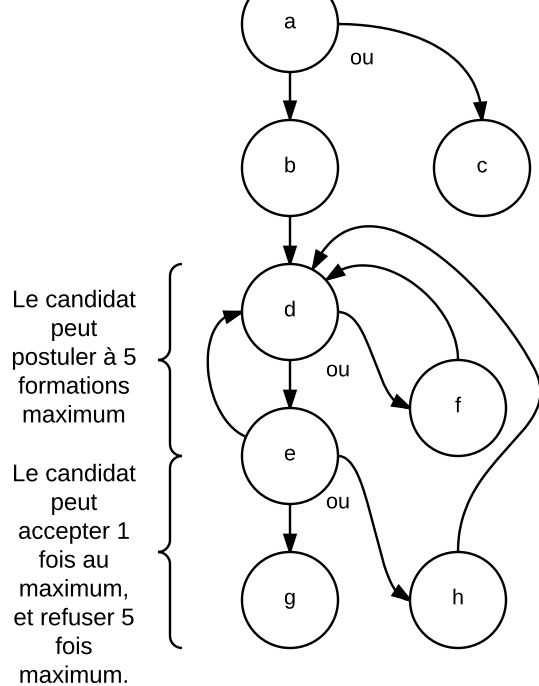 a
ou
b
c
Le candidat
peut
postuler à 5
formations
maximum
d
ou
f
Le candidat
peut
accepter 1
fois au
maximum,
et refuser 5
fois
maximum.
e
ou
g
h